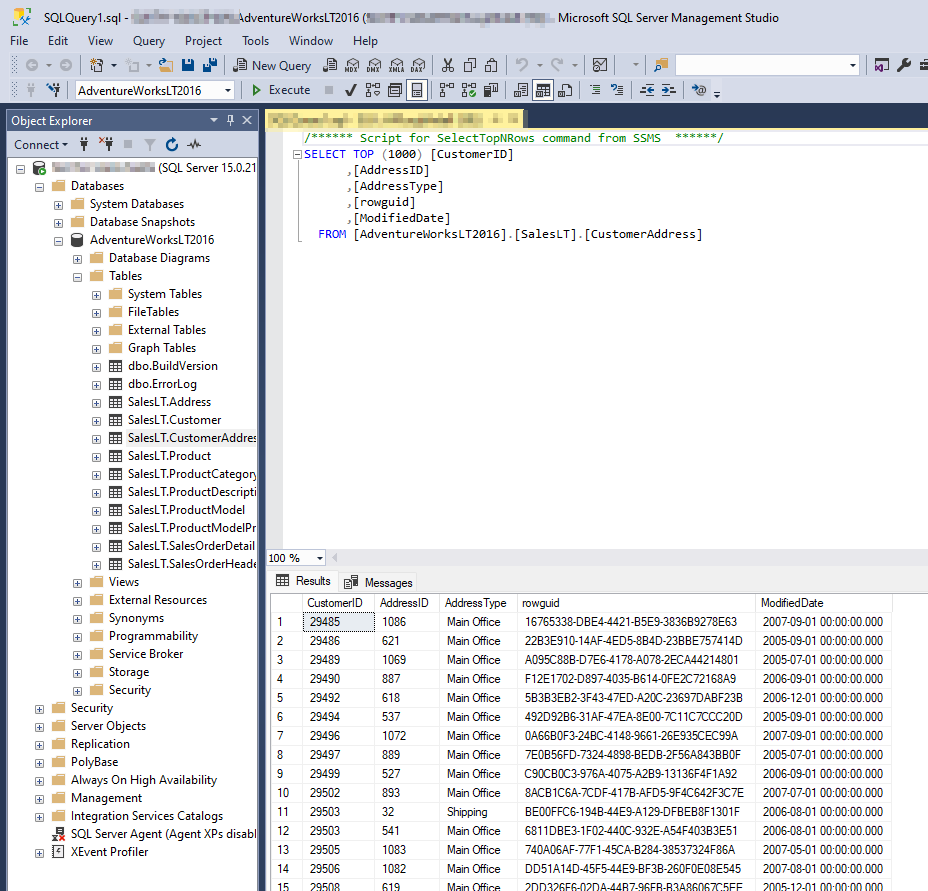 SQLQuery1.sql - AdventureWorksLT2016 ( Microsoft SQL Server Management Studio
File Edit View Query Project Tools Window Help
New Query MDX DMX XMLA DAX
AdventureWorksLT2016 Execute
Object Explorer
Connect
(SQL Server 15.0.21
Databases
System Databases
Database Snapshots
AdventureWorksLT2016
Database Diagrams
Tables
System Tables
FileTables
External Tables
Graph Tables
dbo.BuildVersion
dbo.ErrorLog
SalesLT.Address
SalesLT.Customer
SalesLT.CustomerAddres
SalesLT.Product
SalesLT.ProductCategory
SalesLT.ProductDescripti
SalesLT.ProductModel
SalesLT.ProductModelPr
SalesLT.SalesOrderDetail
SalesLT.SalesOrderHeade
Views
External Resources
Synonyms
Programmability
Service Broker
Storage
Security
Security
Server Objects
Replication
PolyBase
Always On High Availability
Management
Integration Services Catalogs
SQL Server Agent (Agent XPs disabl
XEvent Profiler
/****** Script for SelectTopNRows command from SSMS ******/
SELECT TOP (1000) [CustomerID]
,[AddressID]
,[AddressType]
,[rowguid]
,[ModifiedDate]
FROM [AdventureWorksLT2016].[SalesLT].[CustomerAddress]
100 %
Results Messages
CustomerID AddressID AddressType rowguid ModifiedDate
1 29485 1086 Main Office 16765338-DBE4-4421-B5E9-3836B9278E63 2007-09-01 00:00:00.000
2 29486 621 Main Office 22B3E910-14AF-4ED5-8B4D-23BBE757414D 2005-09-01 00:00:00.000
3 29489 1069 Main Office A095C88B-D7E6-4178-A078-2ECA44214801 2005-07-01 00:00:00.000
4 29490 887 Main Office F12E1702-D897-4035-B614-0FE2C72168A9 2006-09-01 00:00:00.000
5 29492 618 Main Office 5B3B3EB2-3F43-47ED-A20C-23697DABF23B 2006-12-01 00:00:00.000
6 29494 537 Main Office 492D92B6-31AF-47EA-8E00-7C11C7CCC20D 2005-09-01 00:00:00.000
7 29496 1072 Main Office 0A66B0F3-24BC-4148-9661-26E935CEC99A 2007-09-01 00:00:00.000
8 29497 889 Main Office 7E0B56FD-7324-4898-BEDB-2F56A843BB0F 2005-07-01 00:00:00.000
9 29499 527 Main Office C90CB0C3-976A-4075-A2B9-13136F4F1A92 2006-09-01 00:00:00.000
10 29502 893 Main Office 8ACB1C6A-7CDF-417B-AFD5-9F4C642F3C7E 2007-07-01 00:00:00.000
11 29503 32 Shipping BE00FFC6-194B-44E9-A129-DFBEB8F1301F 2006-08-01 00:00:00.000
12 29503 541 Main Office 6811DBE3-1F02-440C-932E-A54F403B3E51 2006-08-01 00:00:00.000
13 29505 1083 Main Office 740A06AF-77F1-45CA-B284-38537324F86A 2007-05-01 00:00:00.000
14 29506 1082 Main Office DD51A14D-45F5-44E9-BF3B-260F0E08E545 2006-08-01 00:00:00.000
15 29508 619 Main Office 2DD326F6-02DA-44B7-96FB-B3A86067C5EE 2005-12-01 00:00:00.000